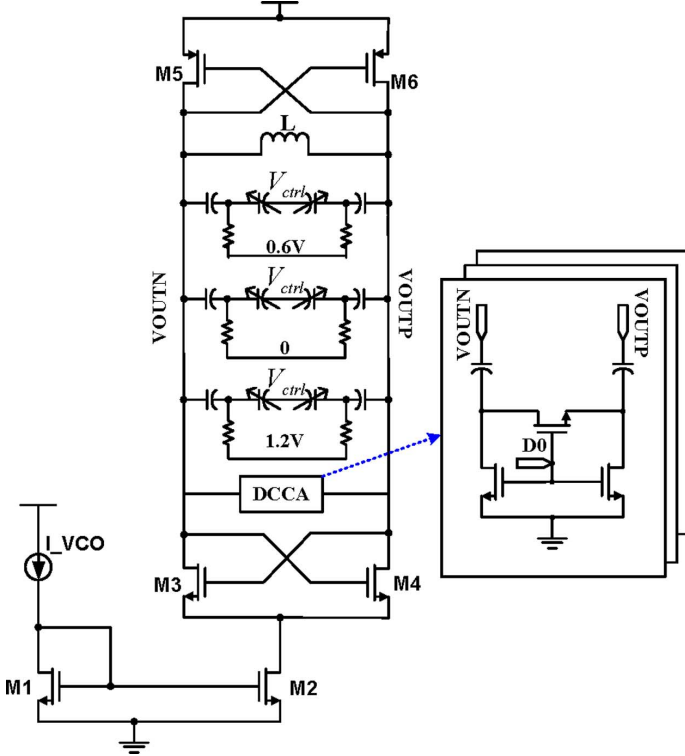 M5
M6
L
Vctrl
0.6V
VOUTN
VOUTP
Vctrl
0
Vctrl
1.2V
DCCA
VOUTN
VOUTP
D0
I_VCO
M3
M4
M1
M2